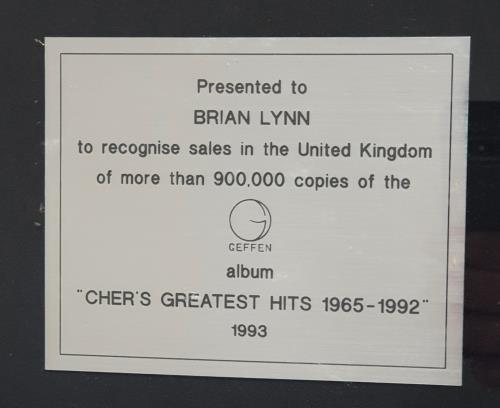 Presented to
BRIAN LYNN
to recognise sales in the United Kingdom
of more than 900,000 copies of the
GEFFEN
album
"CHER'S GREATEST HITS 1965-1992"
1993